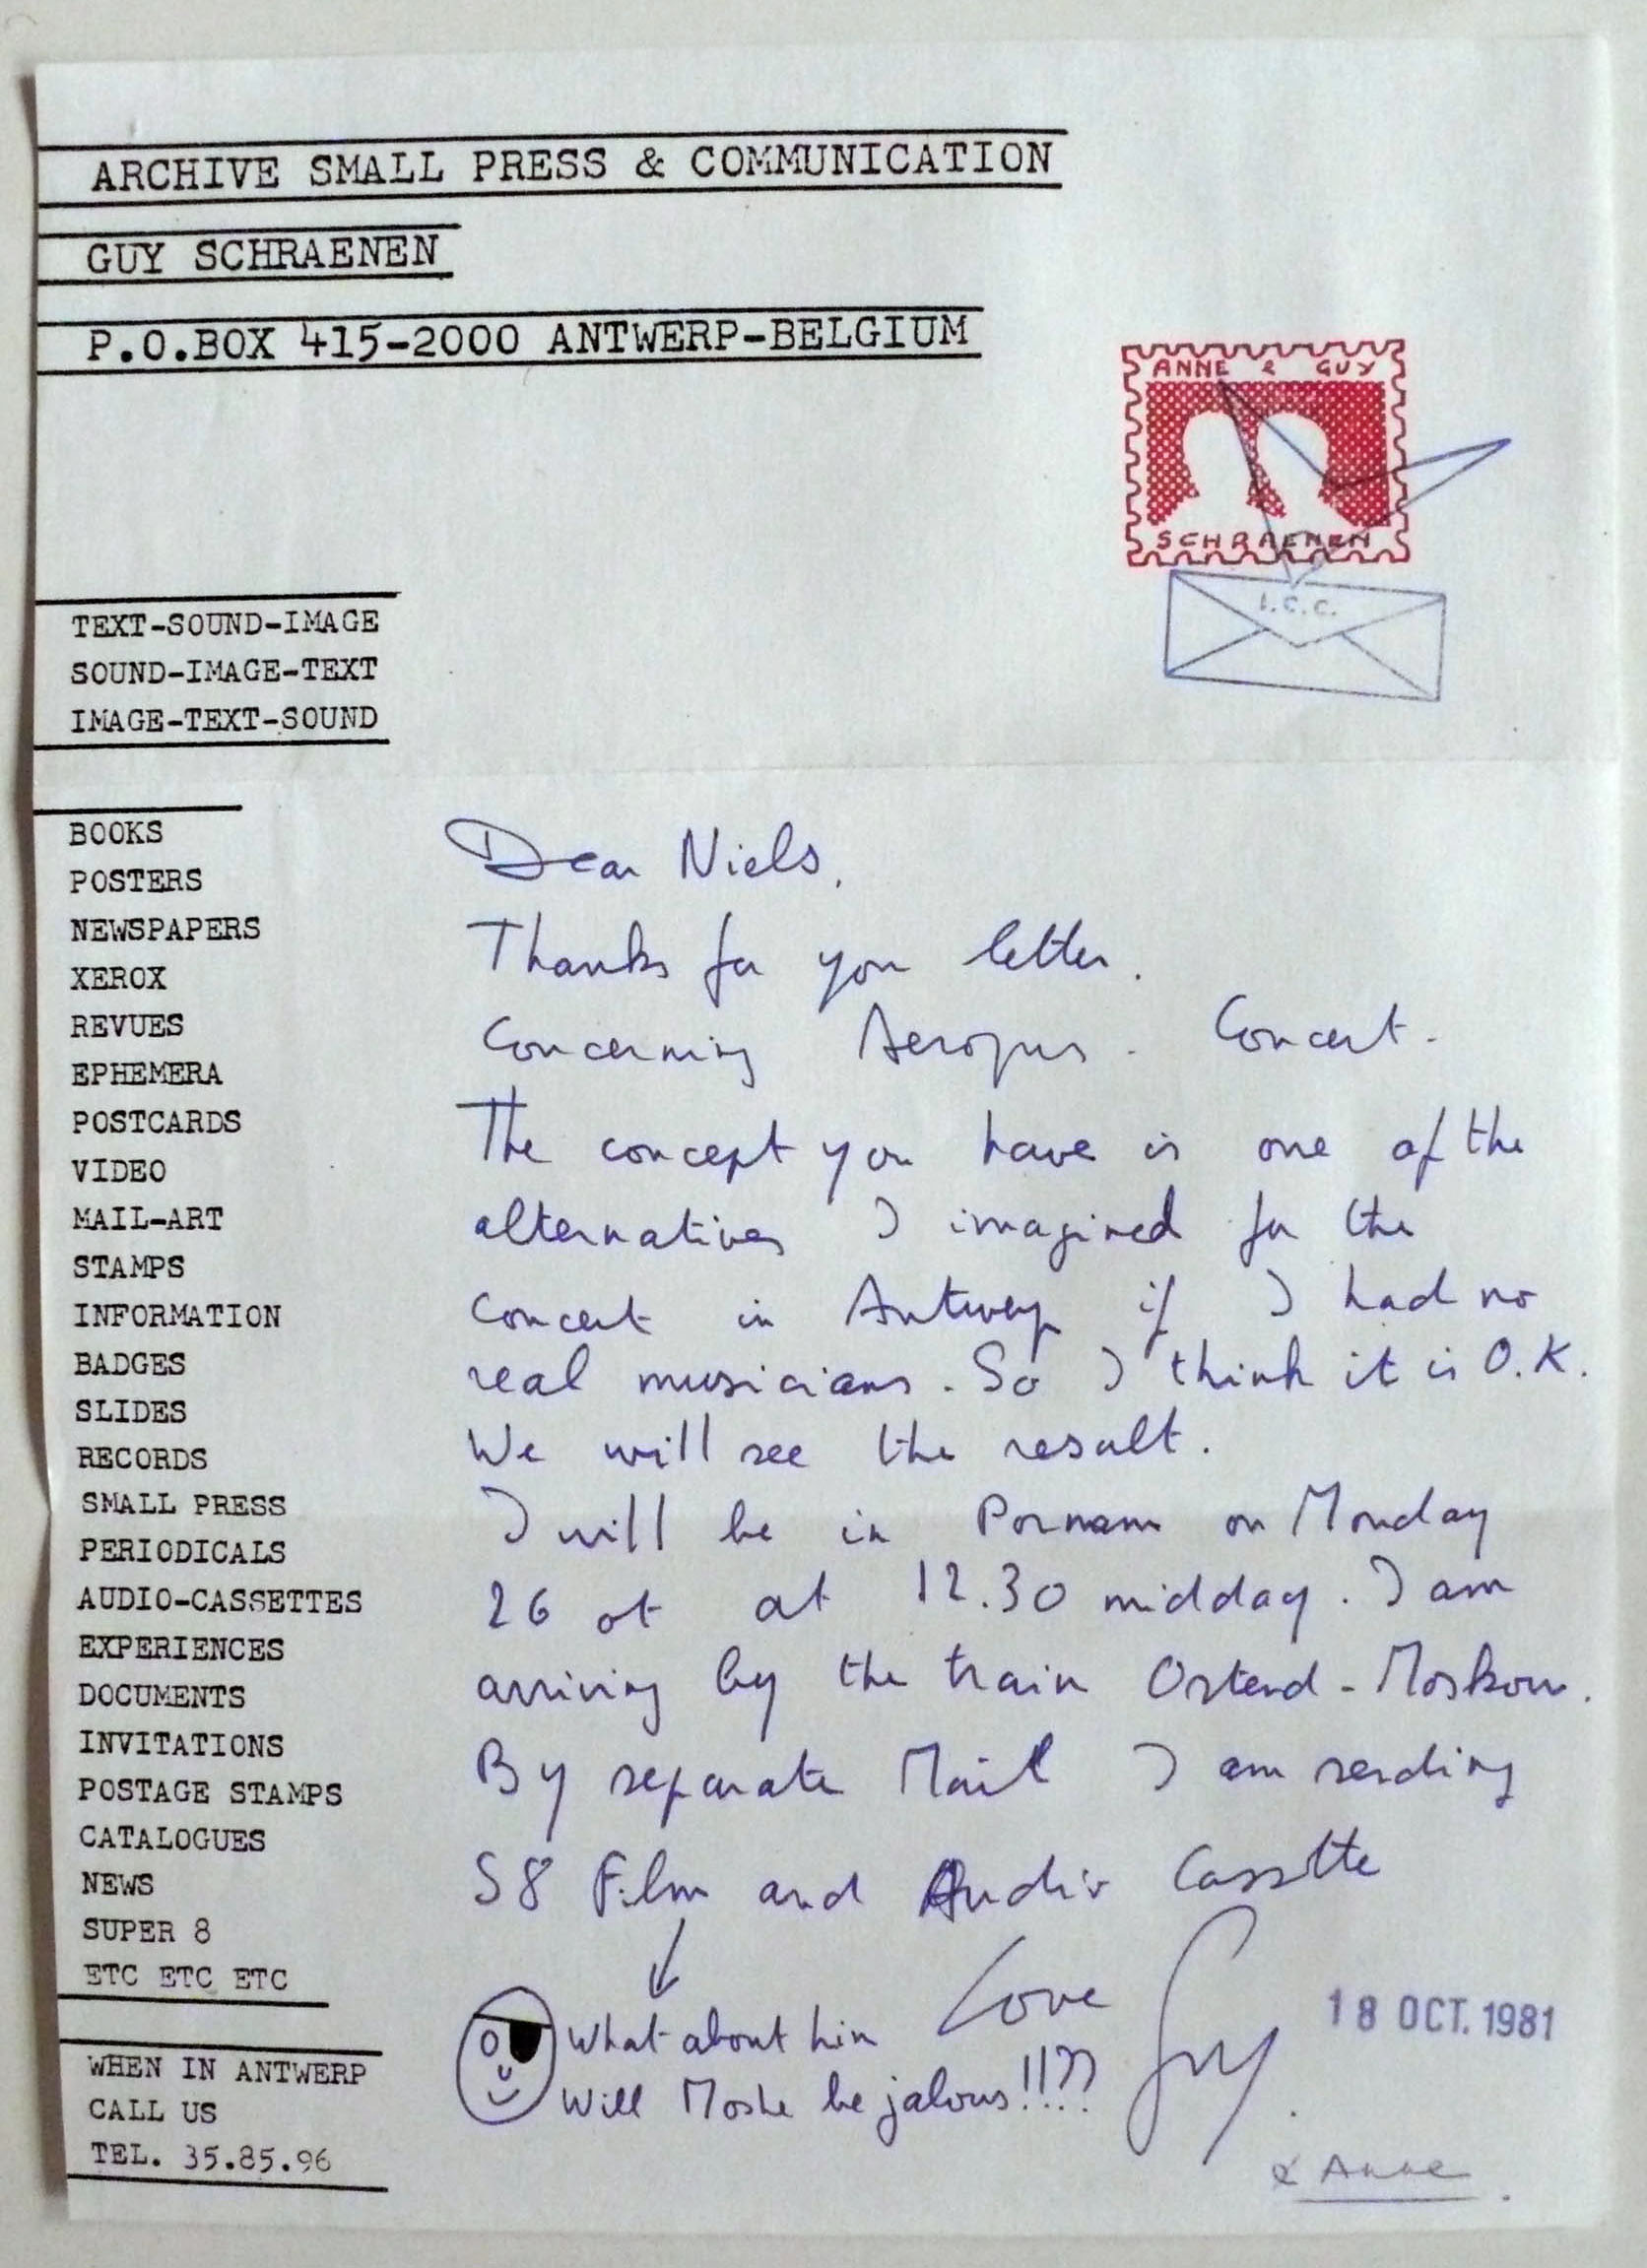 ARCHIVE SMALL PRESS & COMMUNICATION
GUY SCHRAENEN
P.O.BOX 415-2000 ANTWERP-BELGIUM
ANNE & GUY
SCHRAENEN
I.C.C.
TEXT-SOUND-IMAGE
SOUND-IMAGE-TEXT
IMAGE-TEXT-SOUND
BOOKS
POSTERS
NEWSPAPERS
XEROX
REVUES
EPHEMERA
POSTCARDS
VIDEO
MAIL-ART
STAMPS
INFORMATION
BADGES
SLIDES
RECORDS
SMALL PRESS
PERIODICALS
AUDIO-CASSETTES
EXPERIENCES
DOCUMENTS
INVITATIONS
POSTAGE STAMPS
CATALOGUES
NEWS
SUPER 8
ETC ETC ETC
WHEN IN ANTWERP
CALL US
TEL. 35.85.96
Dear Niels,
Thanks for your letter.
Concerning Aeropus. Concert.
The concept you have is one of the
alternatives I imagined for the
concert in Antwerp if I had no
real musicians. So I think it is O.K.
We will see the result.
I will be in on Monday
26 ot at 12.30 midday. I am
arriving by the train Ostend-Moskow.
By separate Mail I am sending
S8 Film and Audio Cassette
What about him
Will Moshe be jalous!!??
Love Guy.
& Anne.
18 OCT. 1981